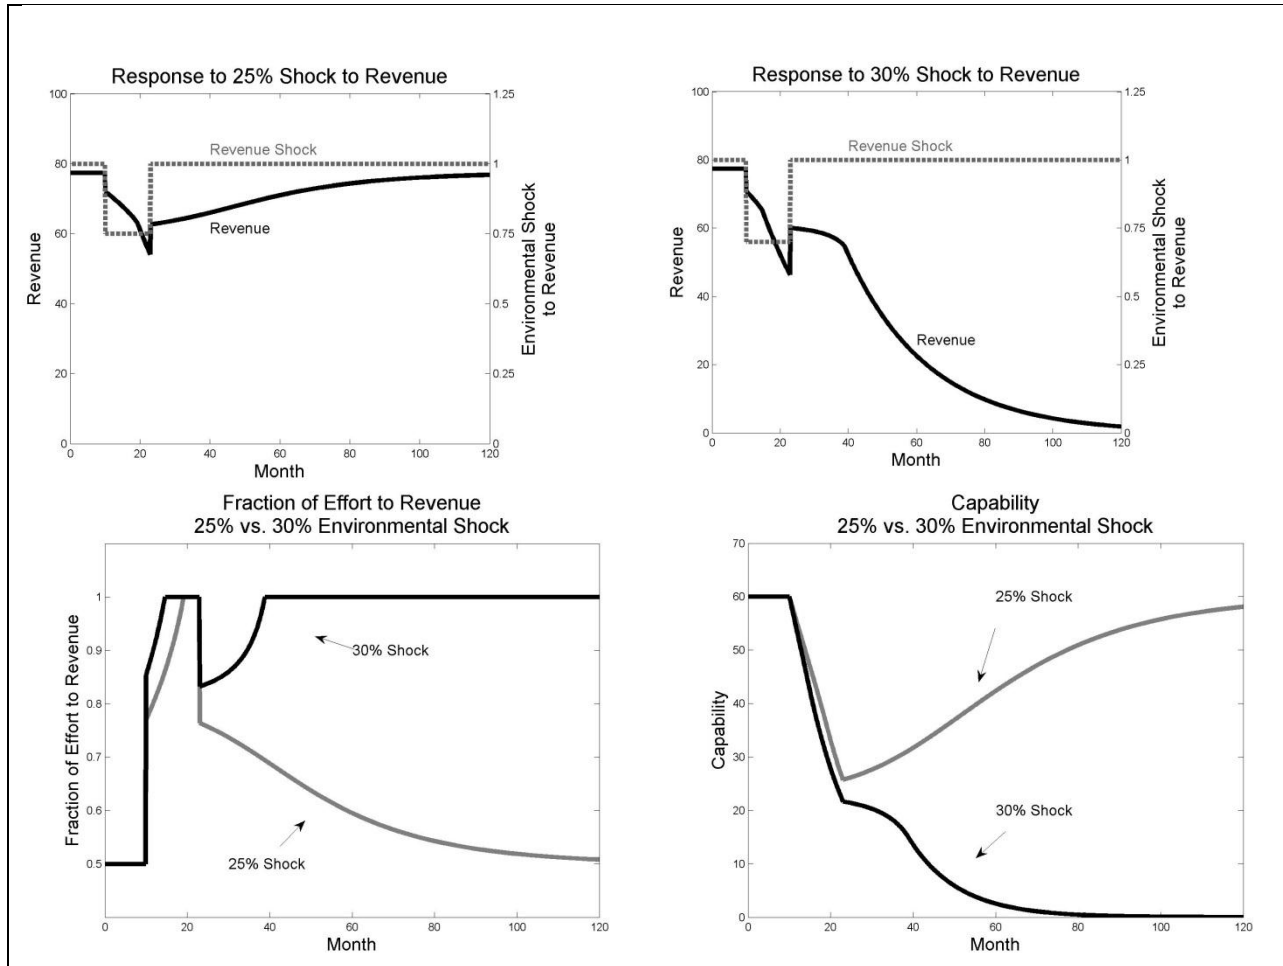 Response to 25% Shock to Revenue
100
80
60
40
20
0
1.25
1
0.75
0.5
0.25
0
Revenue Shock
Revenue
Revenue
Environmental Shock
to Revenue
0 20 40 60 80 100 120
Month
Response to 30% Shock to Revenue
100
80
60
40
20
0
1.25
1
0.75
0.5
0.25
0
Revenue Shock
Revenue
Revenue
Environmental Shock
to Revenue
0 20 40 60 80 100 120
Month
Fraction of Effort to Revenue
25% vs. 30% Environmental Shock
1
0.9
0.8
0.7
0.6
0.5
Fraction of Effort to Revenue
30% Shock
25% Shock
0 20 40 60 80 100 120
Month
Capability
25% vs. 30% Environmental Shock
70
60
50
40
30
20
10
0
Capability
25% Shock
30% Shock
0 20 40 60 80 100 120
Month